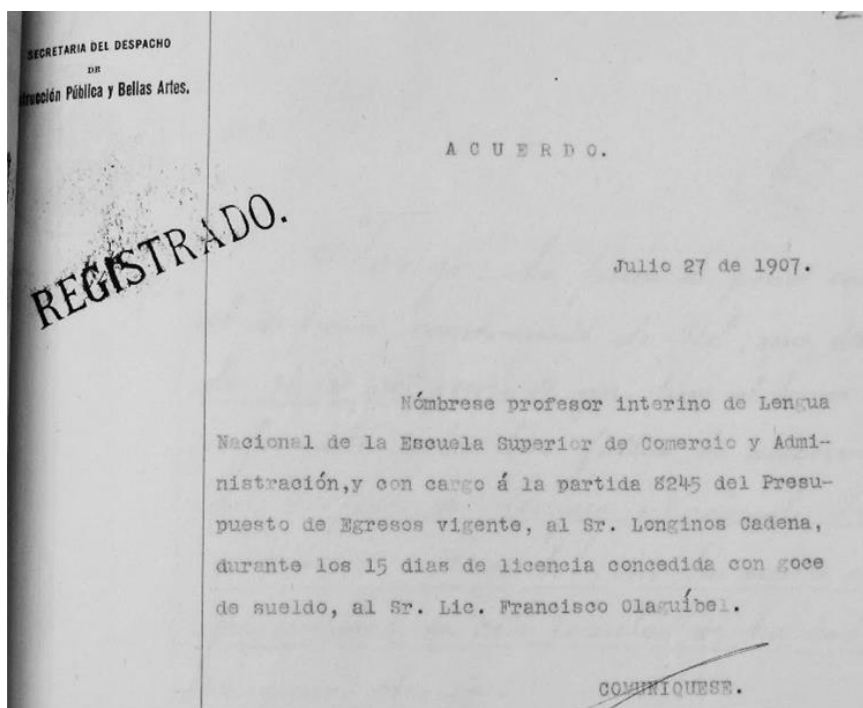 SECRETARIA DEL DESPACHO
DE
trucción Pública y Bellas Artes.
REGISTRADO.
A C U E R D O.
Julio 27 de 1907.
Nómbrese profesor interino de Lengua
Nacional de la Escuela Superior de Comercio y Admi-
nistración, y con cargo á la partida 8245 del Presu-
puesto de Egresos vigente, al Sr. Longinos Cadena,
durante los 15 dias de licencia concedida con goce
de sueldo, al Sr. Lic. Francisco Olaguíbel.
COMUNIQUESE.